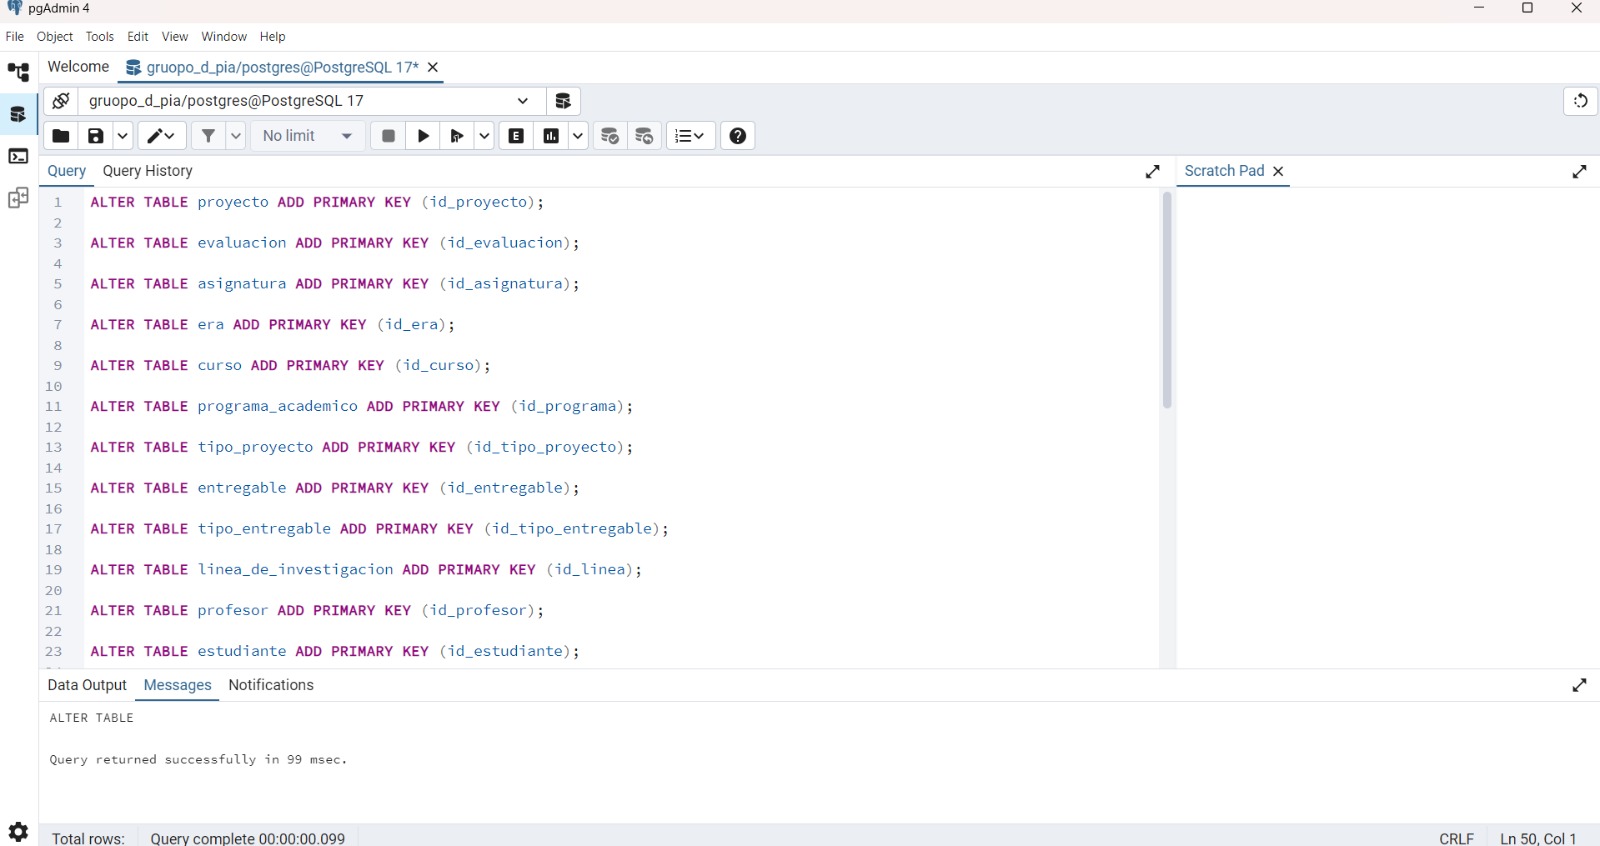 pgAdmin 4
File Object Tools Edit View Window Help
Welcome gruopo_d_pia/postgres@PostgreSQL 17*
gruopo_d_pia/postgres@PostgreSQL 17
No limit
E
Query Query History
Scratch Pad
1 ALTER TABLE proyecto ADD PRIMARY KEY (id_proyecto);
2
3 ALTER TABLE evaluacion ADD PRIMARY KEY (id_evaluacion);
4
5 ALTER TABLE asignatura ADD PRIMARY KEY (id_asignatura);
6
7 ALTER TABLE era ADD PRIMARY KEY (id_era);
8
9 ALTER TABLE curso ADD PRIMARY KEY (id_curso);
10
11 ALTER TABLE programa_academico ADD PRIMARY KEY (id_programa);
12
13 ALTER TABLE tipo_proyecto ADD PRIMARY KEY (id_tipo_proyecto);
14
15 ALTER TABLE entregable ADD PRIMARY KEY (id_entregable);
16
17 ALTER TABLE tipo_entregable ADD PRIMARY KEY (id_tipo_entregable);
18
19 ALTER TABLE linea_de_investigacion ADD PRIMARY KEY (id_linea);
20
21 ALTER TABLE profesor ADD PRIMARY KEY (id_profesor);
22
23 ALTER TABLE estudiante ADD PRIMARY KEY (id_estudiante);
Data Output Messages Notifications
ALTER TABLE
Query returned successfully in 99 msec.
Total rows: Query complete 00:00:00.099 CRLF Ln 50, Col 1